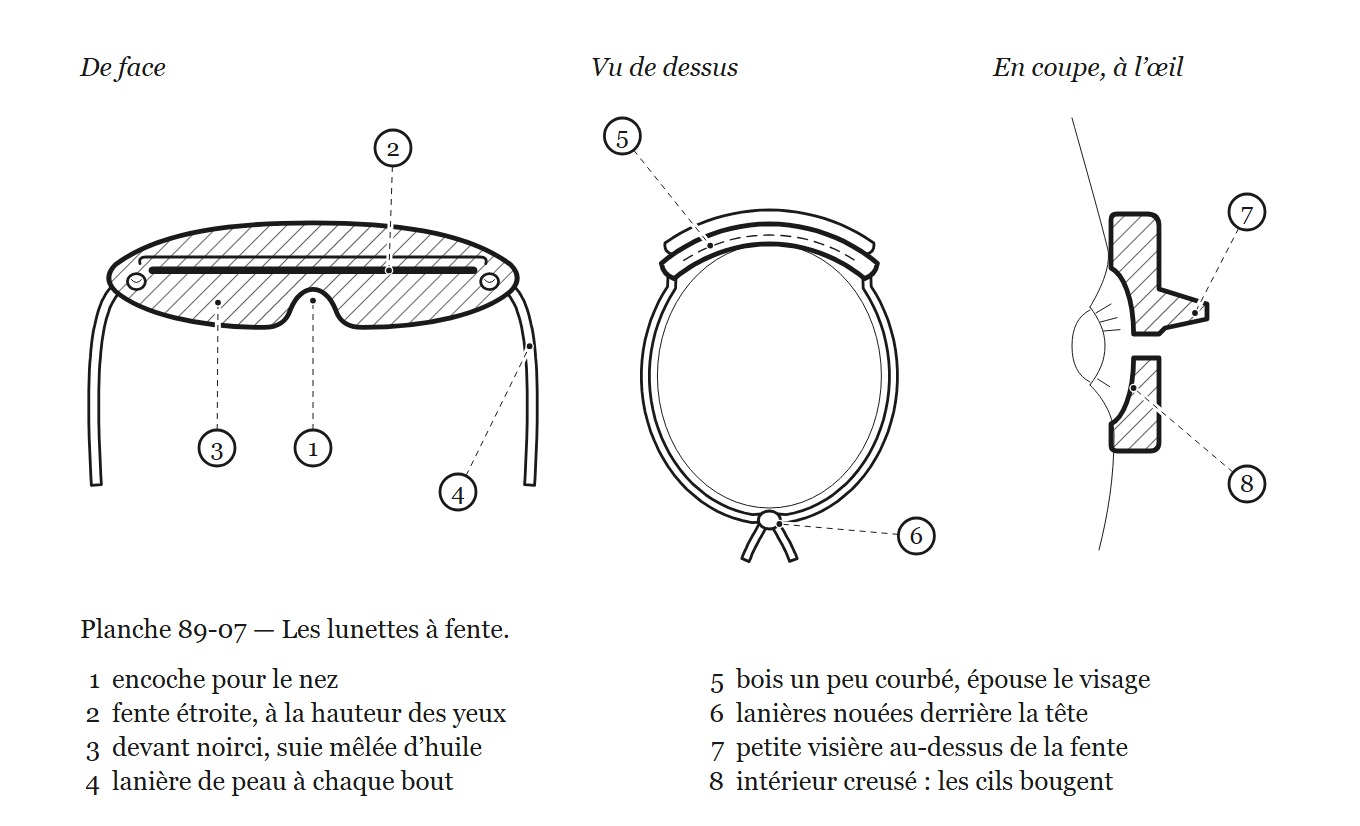 De face
Vu de dessus
En coupe, à l’œil
2
5
7
3
1
4
8
6
Planche 89-07 — Les lunettes à fente.
1 encoche pour le nez
2 fente étroite, à la hauteur des yeux
3 devant noirci, suie mêlée d’huile
4 lanière de peau à chaque bout
5 bois un peu courbé, épouse le visage
6 lanières nouées derrière la tête
7 petite visière au-dessus de la fente
8 intérieur creusé : les cils bougent